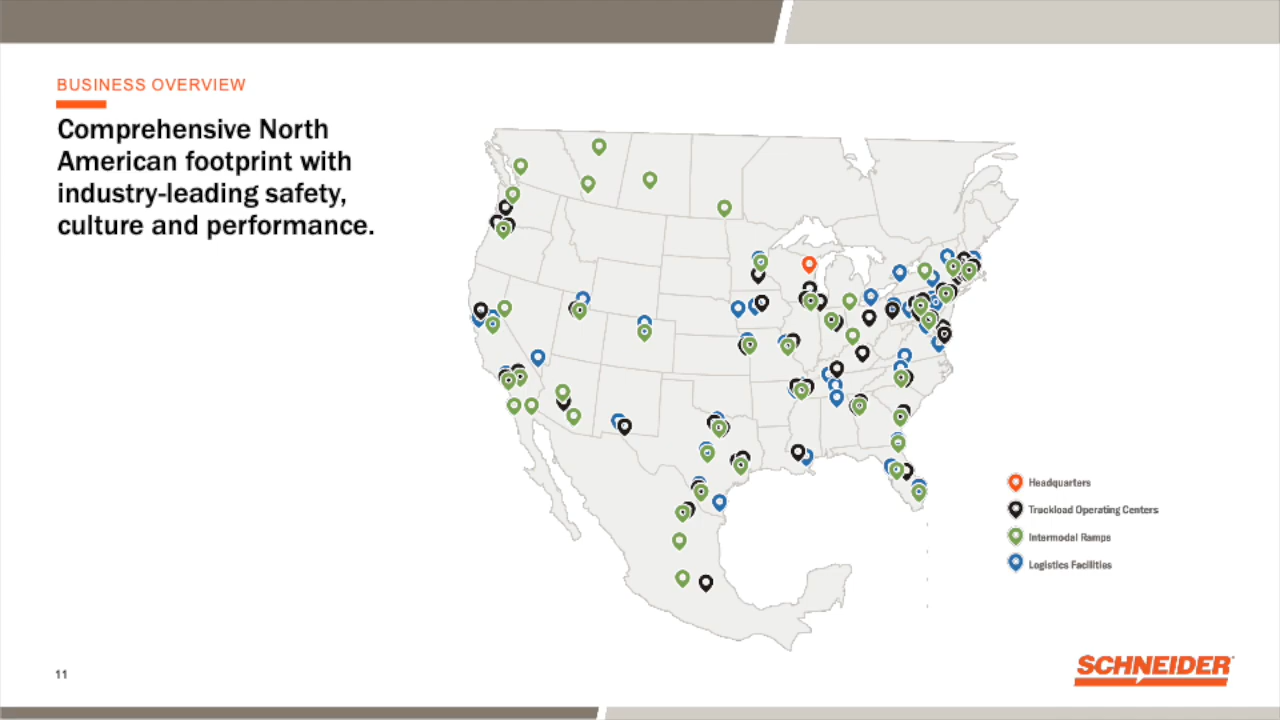 BUSINESS OVERVIEW
Comprehensive North
American footprint with
industry-leading safety,
culture and performance.
Headquarters
Truckload Operating Centers
Intermodal Ramps
Logistics Facilities
11
SCHNEIDER